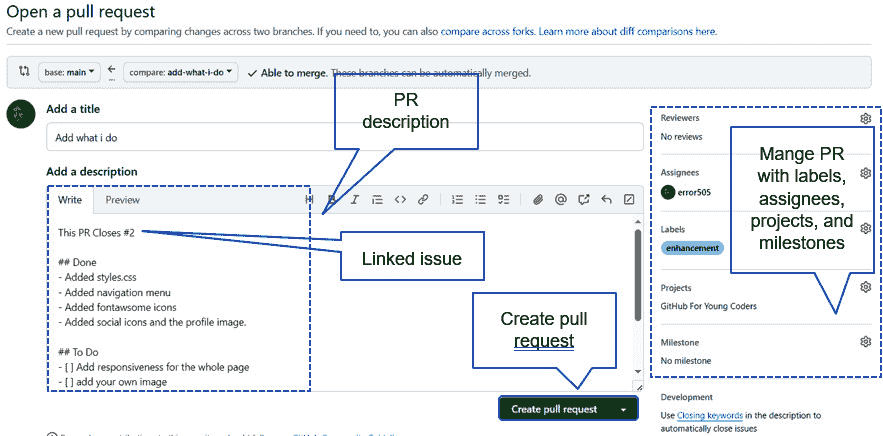 Open a pull request
Create a new pull request by comparing changes across two branches. If you need to, you can also compare across forks. Learn more about diff comparisons here.
base: main
compare: add-what-i-do
Able to merge. These branches can be automatically merged.
Add a title
Add what i do
Add a description
Write
Preview
H B I
This PR Closes #2
## Done
- Added styles.css
- Added navigation menu
- Added fontawsome icons
- Added social icons and the profile image.
## To Do
- [ ] Add responsiveness for the whole page
- [ ] add your own image
Create pull request
PR
description
Linked issue
Create pull
request
Reviewers
No reviews
Assignees
error505
Labels
enhancement
Projects
GitHub For Young Coders
Milestone
No milestone
Development
Use Closing keywords in the description to
automatically close issues
Mange PR
with labels,
assignees,
projects, and
milestones